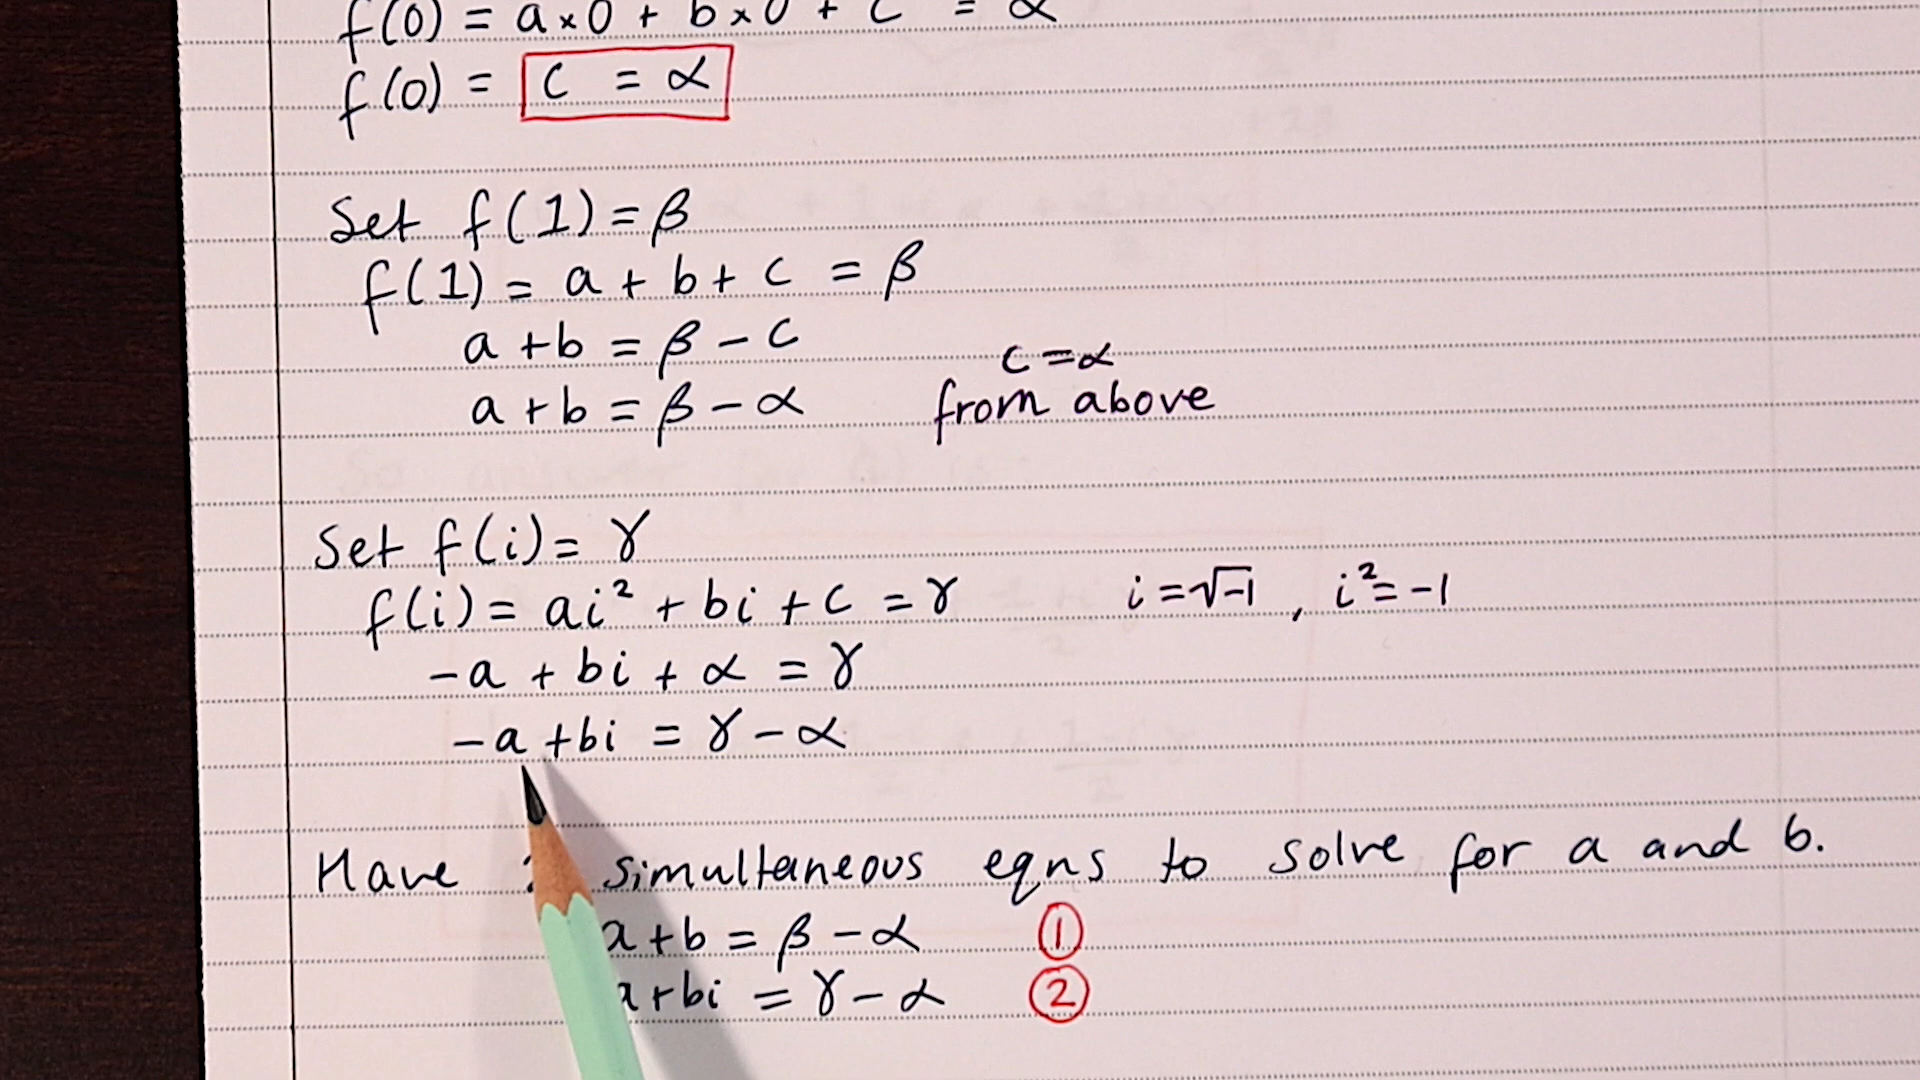 f(0) = a×0 + b×0 + c = α
f(0) = c = α
Set f(1) = β
f(1) = a + b + c = β
a + b = β - c
a + b = β - α
c = α
from above
Set f(i) = γ
f(i) = ai² + bi + c = γ
i = √-1 , i² = -1
-a + bi + α = γ
-a + bi = γ - α
Have simultaneous eqns to solve for a and b.
a + b = β - α ①
a + bi = γ - α ②